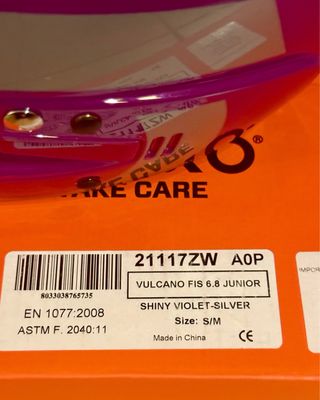 TAKE CARE
21117ZW A0P
VULCANO FIS 6.8 JUNIOR
SHINY VIOLET-SILVER
Size: S/M
Made in China
CE
8033038765735
EN 1077:2008
ASTM F. 2040:11